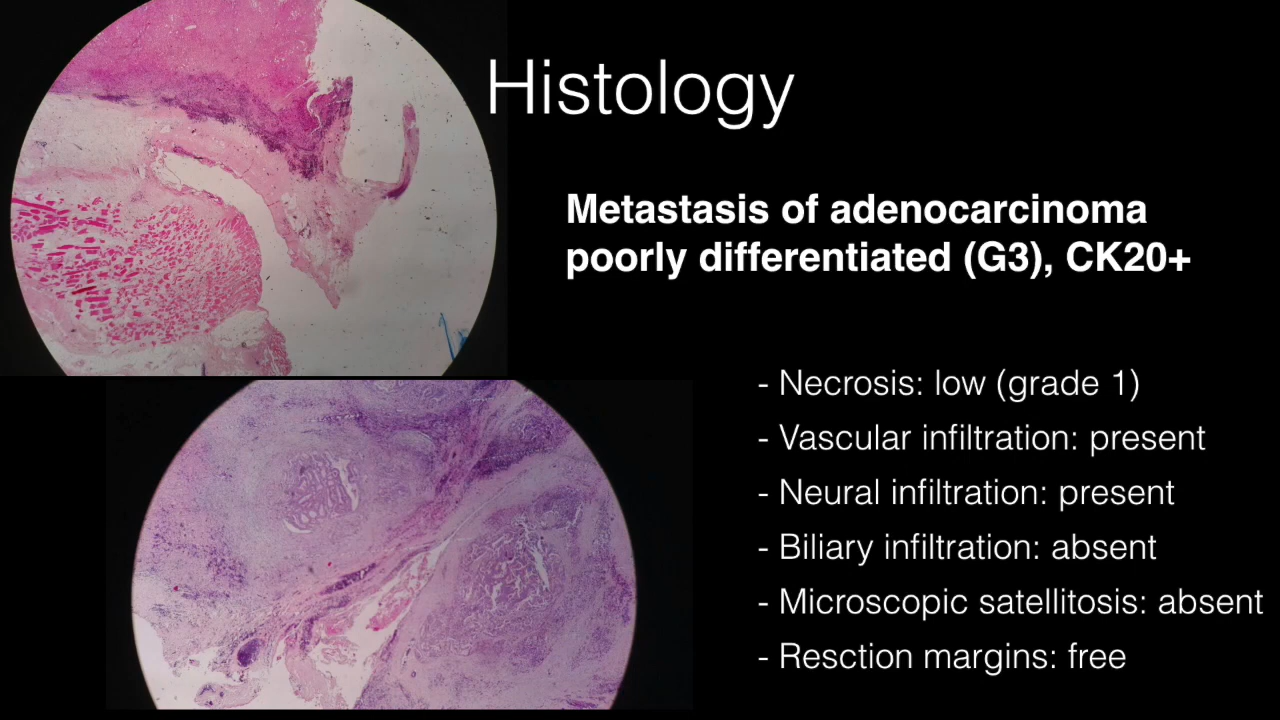 Histology
Metastasis of adenocarcinoma
poorly differentiated (G3), CK20+
- Necrosis: low (grade 1)
- Vascular infiltration: present
- Neural infiltration: present
- Biliary infiltration: absent
- Microscopic satellitosis: absent
- Resction margins: free